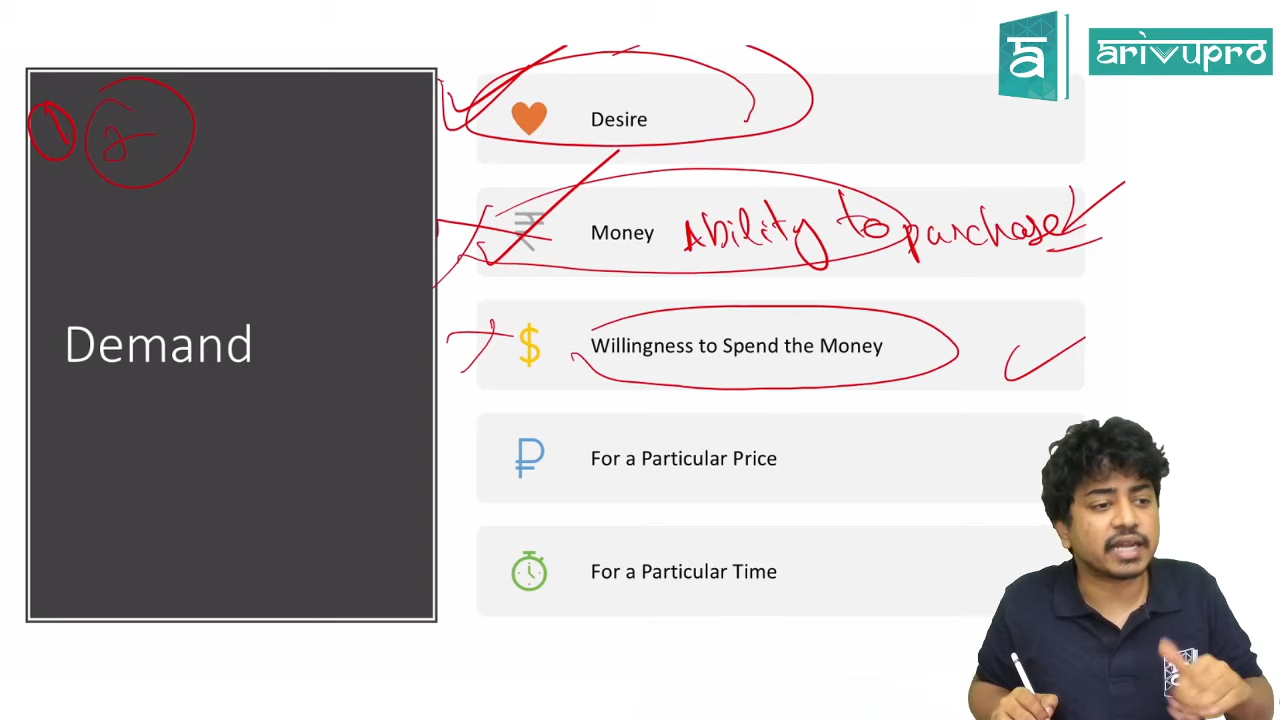 arivupro
Desire
Money Ability to purchase
Demand
Willingness to Spend the Money
For a Particular Price
For a Particular Time